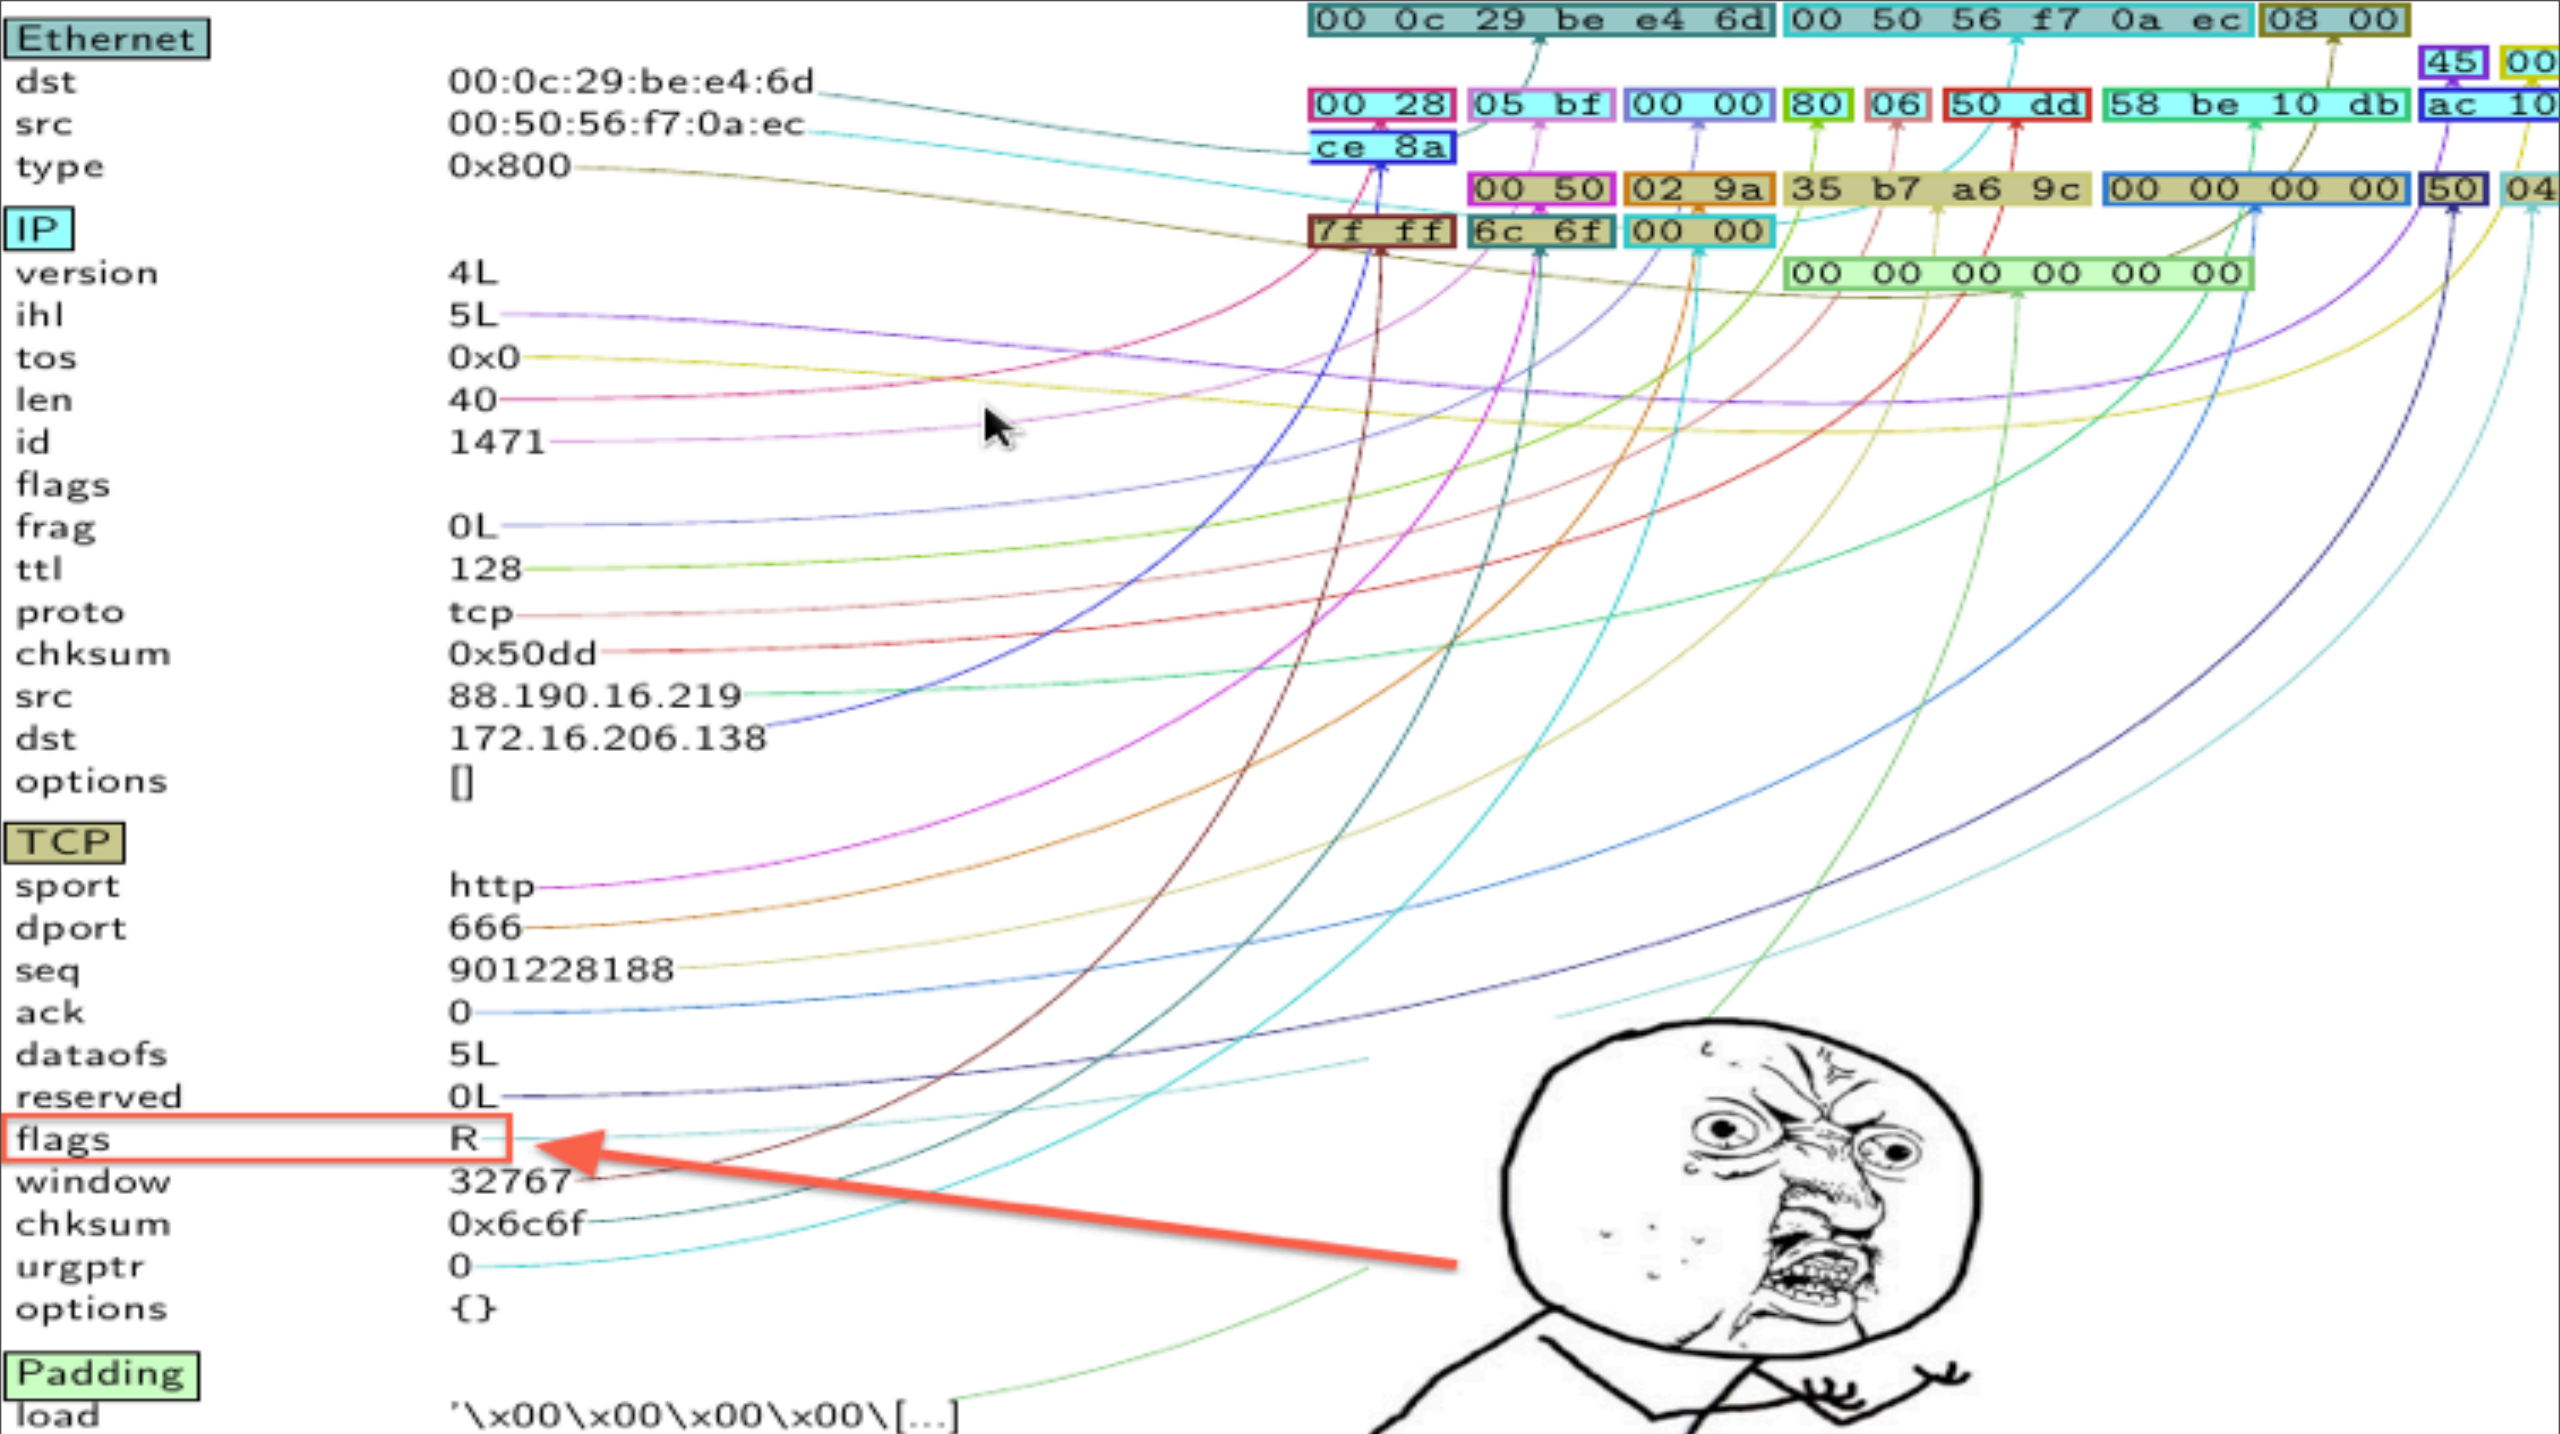 Ethernet
dst 00:0c:29:be:e4:6d
src 00:50:56:f7:0a:ec
type 0x800
IP
version 4L
ihl 5L
tos 0x0
len 40
id 1471
flags
frag 0L
ttl 128
proto tcp
chksum 0x50dd
src 88.190.16.219
dst 172.16.206.138
options []
TCP
sport http
dport 666
seq 901228188
ack 0
dataofs 5L
reserved 0L
flags R
window 32767
chksum 0x6c6f
urgptr 0
options {}
Padding
load '\x00\x00\x00\x00\[...]
00 0c 29 be e4 6d 00 50 56 f7 0a ec 08 00
45 00
00 28 05 bf 00 00 80 06 50 dd 58 be 10 db ac 10
ce 8a
00 50 02 9a 35 b7 a6 9c 00 00 00 00 50 04
7f ff 6c 6f 00 00
00 00 00 00 00 00